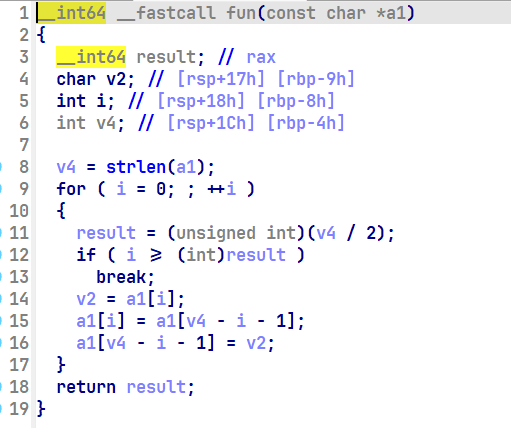 1 __int64 __fastcall fun(const char *a1)
2 {
3 __int64 result; // rax
4 char v2; // [rsp+17h] [rbp-9h]
5 int i; // [rsp+18h] [rbp-8h]
6 int v4; // [rsp+1Ch] [rbp-4h]
7
8 v4 = strlen(a1);
9 for ( i = 0; ; ++i )
10 {
11 result = (unsigned int)(v4 / 2);
12 if ( i >= (int)result )
13 break;
14 v2 = a1[i];
15 a1[i] = a1[v4 - i - 1];
16 a1[v4 - i - 1] = v2;
17 }
18 return result;
19 }